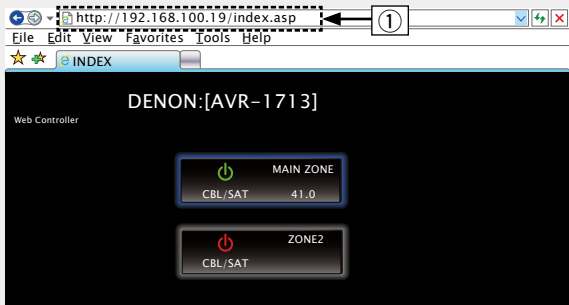 http://192.168.100.19/index.asp
①
File Edit View Favorites Tools Help
INDEX
DENON:[AVR-1713]
Web Controller
MAIN ZONE
CBL/SAT 41.0
ZONE2
CBL/SAT